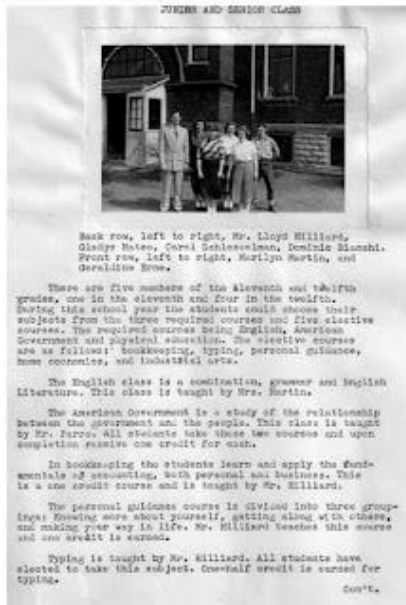 JUNIOR AND SENIOR CLASS
Back row, left to right, Mr. Lloyd Hilliard,
Gladys Mateo, Carol Schlosselman, Dominic Bianchi.
Front row, left to right, Marilyn Martin, and
Geraldine Erne.
There are five members of the eleventh and twelfth
grades, one in the eleventh and four in the twelfth.
During this school year the students could choose their
subjects from the three required courses and five elective
courses. The required courses being English, American
Government and physical education. The elective courses
are as follows: bookkeeping, typing, personal guidance,
home economics, and industrial arts.
The English class is a combination, grammar and English
Literature. This class is taught by Mrs. Martin.
The American Government is a study of the relationship
between the government and the people. This class is taught
by Mr. Parro. All students take these two courses and upon
completion receive one credit for each.
In bookkeeping the students learn and apply the fund-
amentals of accounting, both personal and business. This
is a one credit course and is taught by Mr. Hilliard.
The personal guidance course is divided into three group-
ings: Knowing more about yourself, getting along with others,
and making your way in life. Mr. Hilliard teaches this course
and one credit is earned.
Typing is taught by Mr. Hilliard. All students have
elected to take this subject. One-half credit is earned for
typing.
Con't.